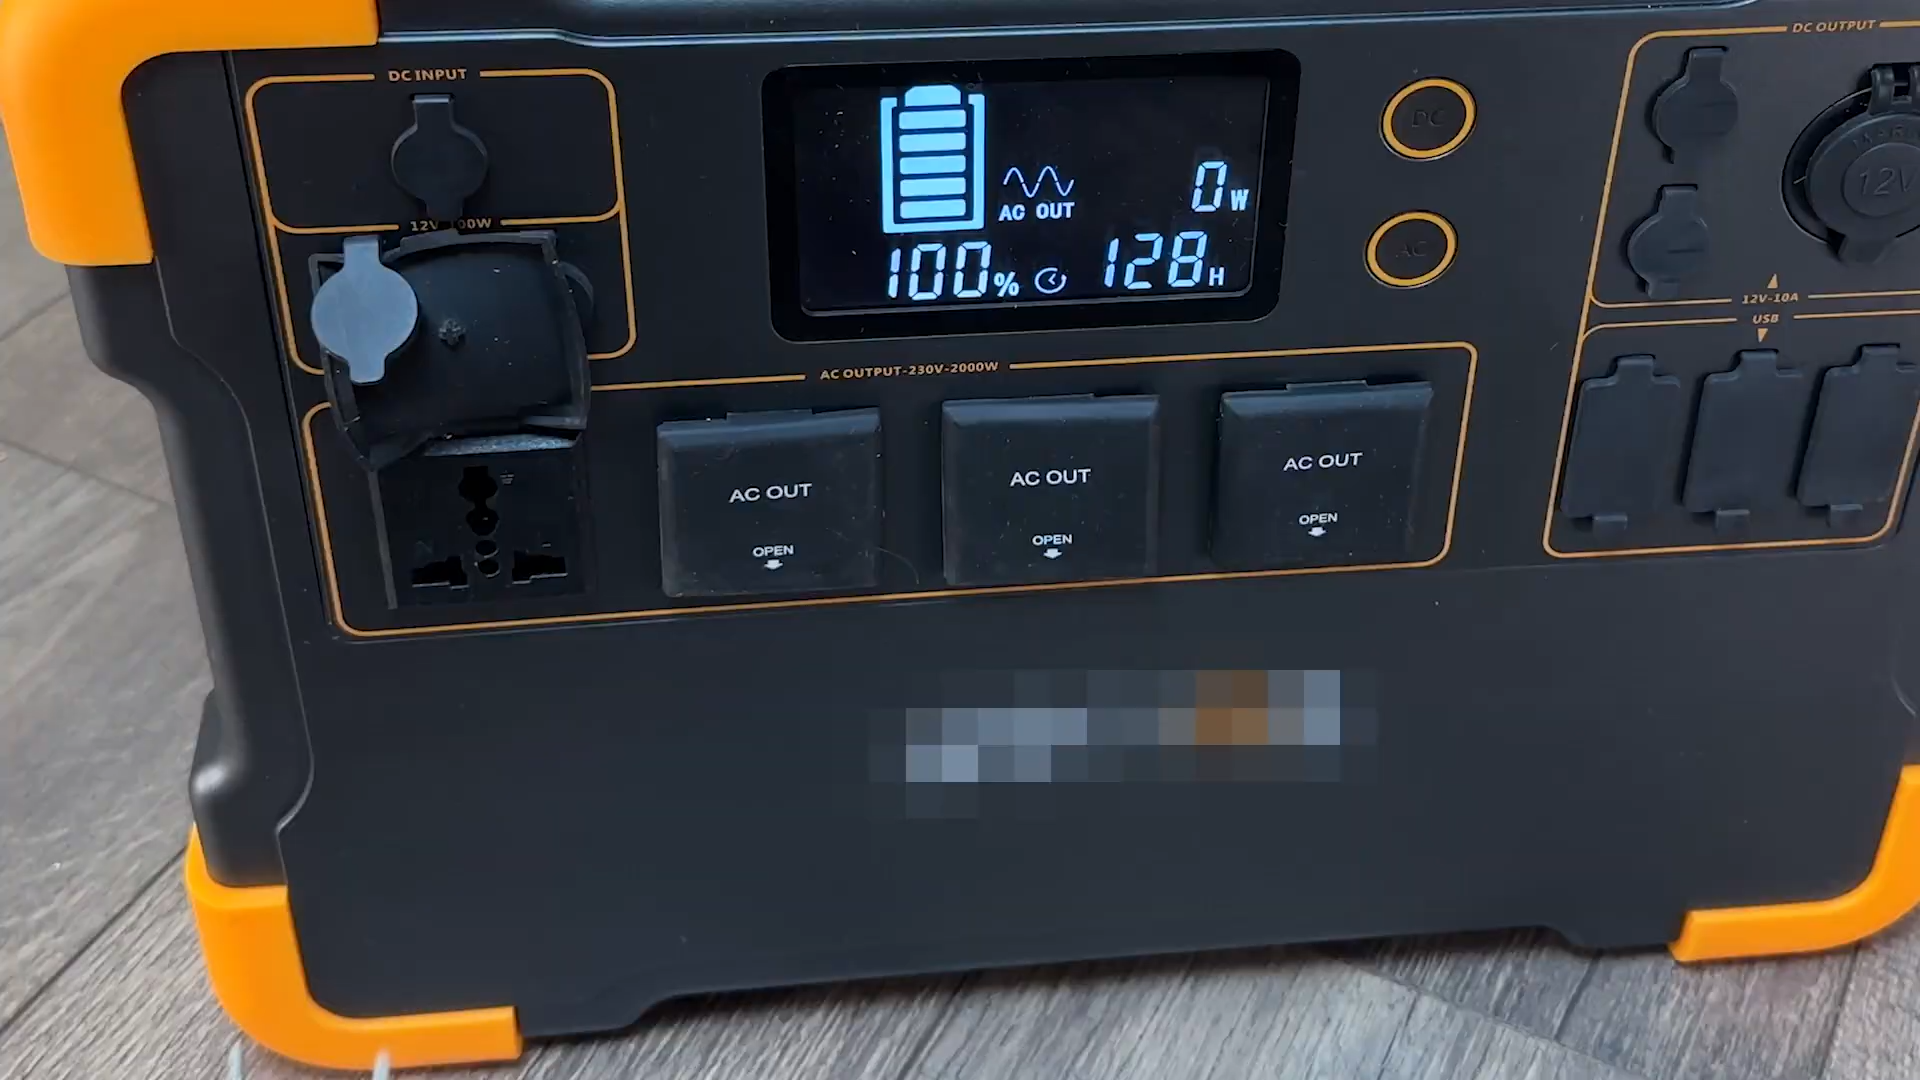 DC INPUT
DC OUTPUT
DC
AC
AC OUT
0W
100%
128H
12V
12V-10A
USB
AC OUTPUT-230V-2000W
AC OUT
OPEN
AC OUT
OPEN
AC OUT
OPEN